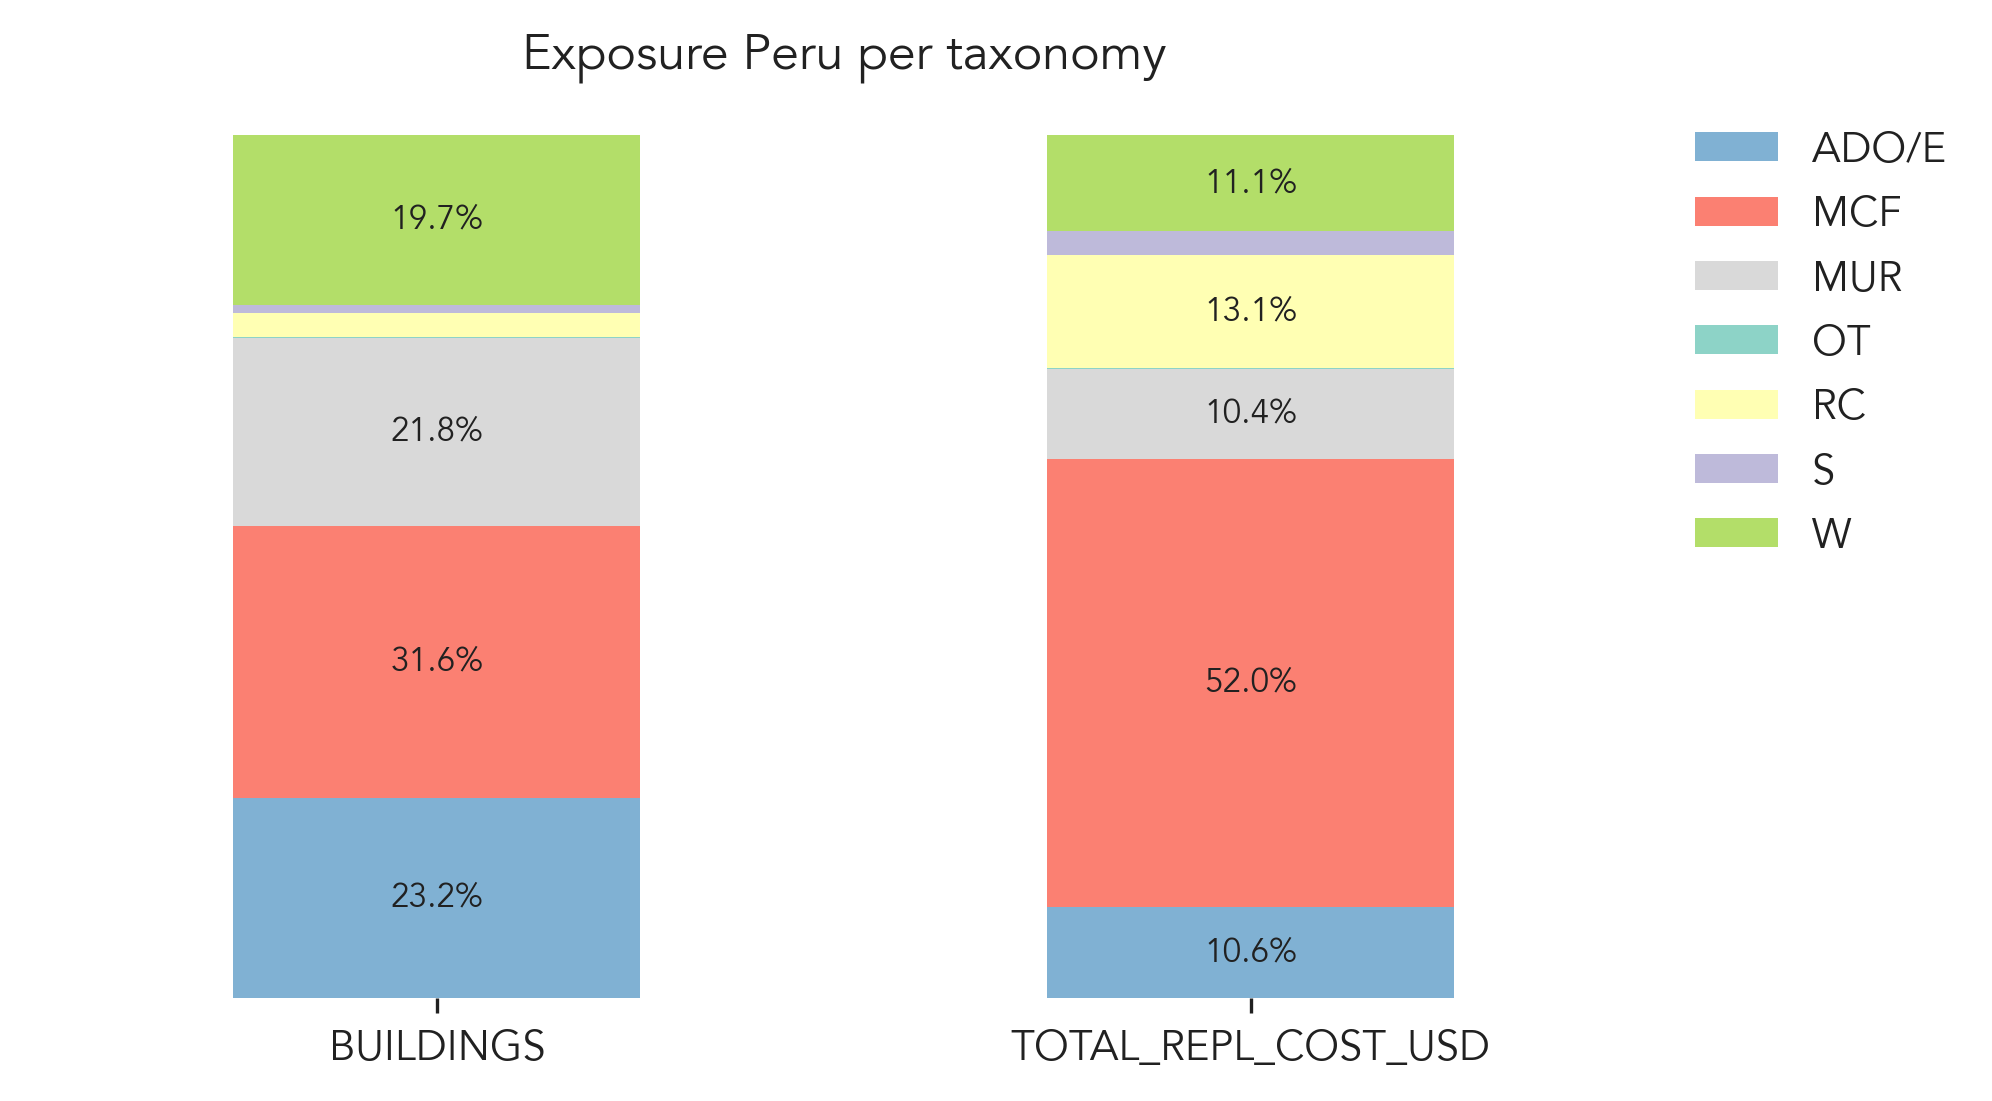 Exposure Peru per taxonomy
19.7%
21.8%
31.6%
23.2%
BUILDINGS
11.1%
13.1%
10.4%
52.0%
10.6%
TOTAL_REPL_COST_USD
ADO/E
MCF
MUR
OT
RC
S
W